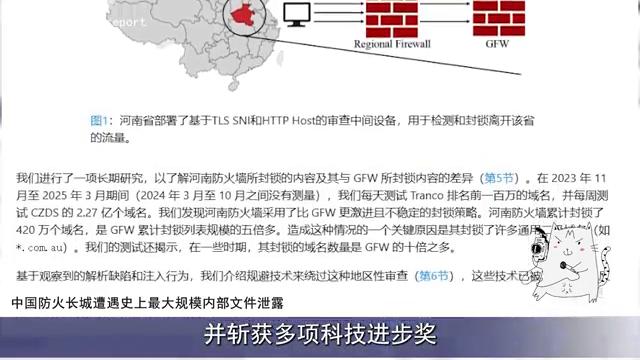 Report
Regional Firewall
GFW
图1：河南省部署了基于TLS SNI和HTTP Host的审查中间设备，用于检测和封锁离开该省
的流量。
我们进行了一项长期研究，以了解河南防火墙所封锁的内容及其与 GFW 所封锁内容的差异（第5节）。在 2023 年 11
月至 2025 年 3 月期间（2024 年 3 月至 10 月之间没有测量），我们每天测试 Tranco 排名前一百万的域名，并每周测
试 CZDS 的 2.27 亿个域名。我们发现河南防火墙采用了比 GFW 更激进且不稳定的封锁策略。河南防火墙累计封锁了
420 万个域名，是 GFW 累计封锁列表规模的五倍多。造成这种情况的一个关键原因是其封锁了许多通用
（如
*.com.au）。我们的测试还揭示，在一些时期，其封锁的域名数量是 GFW 的十倍之多。
基于观察到的解析缺陷和注入行为，我们介绍规避技术来绕过这种地区性审查（第6节），这些技术已被
中国防火长城遭遇史上最大规模内部文件泄露
并斩获多项科技进步奖